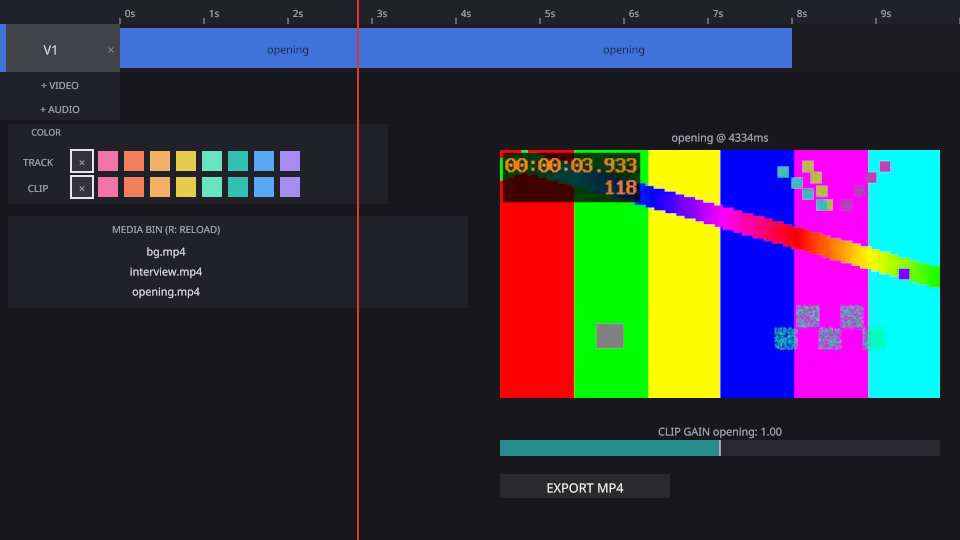 0s 1s 2s 3s 4s 5s 6s 7s 8s 9s
V1 × opening opening
+ VIDEO
+ AUDIO
COLOR
TRACK ×
CLIP ×
MEDIA BIN (R: RELOAD)
bg.mp4
interview.mp4
opening.mp4
opening @ 4334ms
00:00:03.933
118
CLIP GAIN opening: 1.00
EXPORT MP4